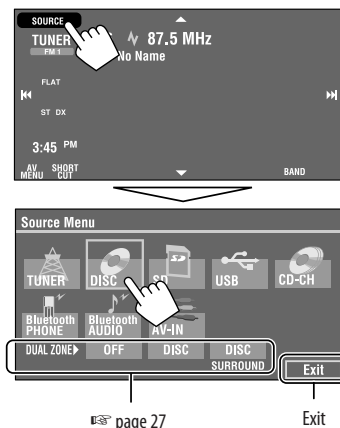 SOURCE
TUNER 87.5 MHz
FM 1 No Name
FLAT
ST DX
3:45 PM
AV MENU SHORT CUT BAND
Source Menu
TUNER DISC SD USB CD-CH
Bluetooth PHONE Bluetooth AUDIO AV-IN
DUAL ZONE OFF DISC DISC
SURROUND
Exit
☞ page 27 Exit